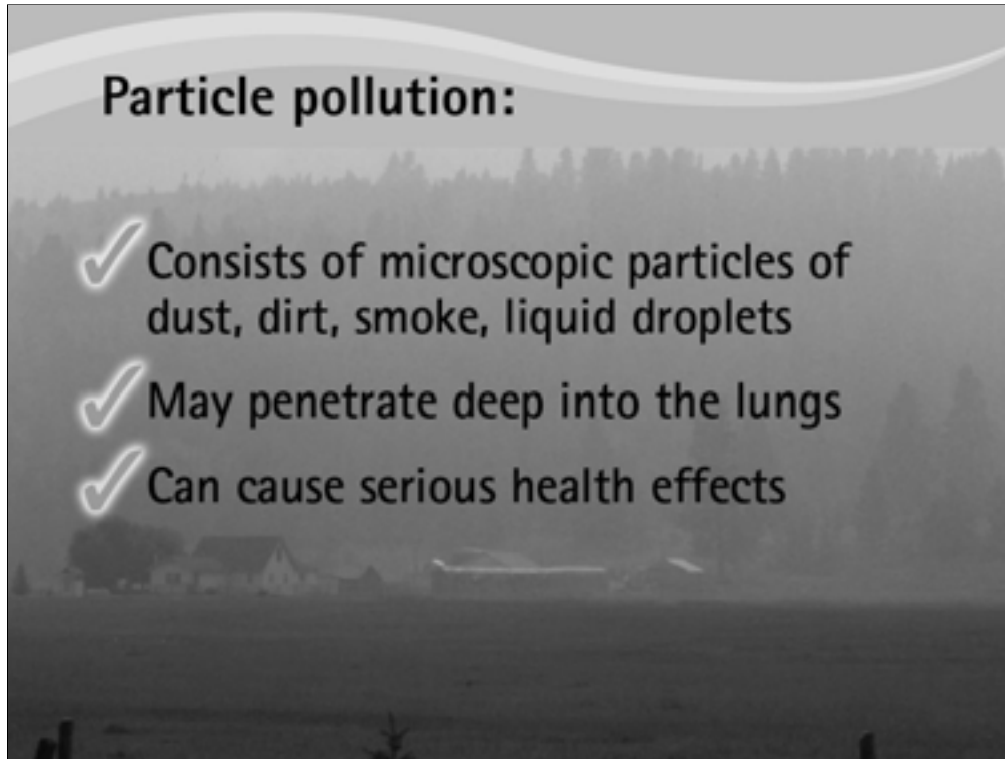 Particle pollution:
Consists of microscopic particles of
dust, dirt, smoke, liquid droplets
May penetrate deep into the lungs
Can cause serious health effects